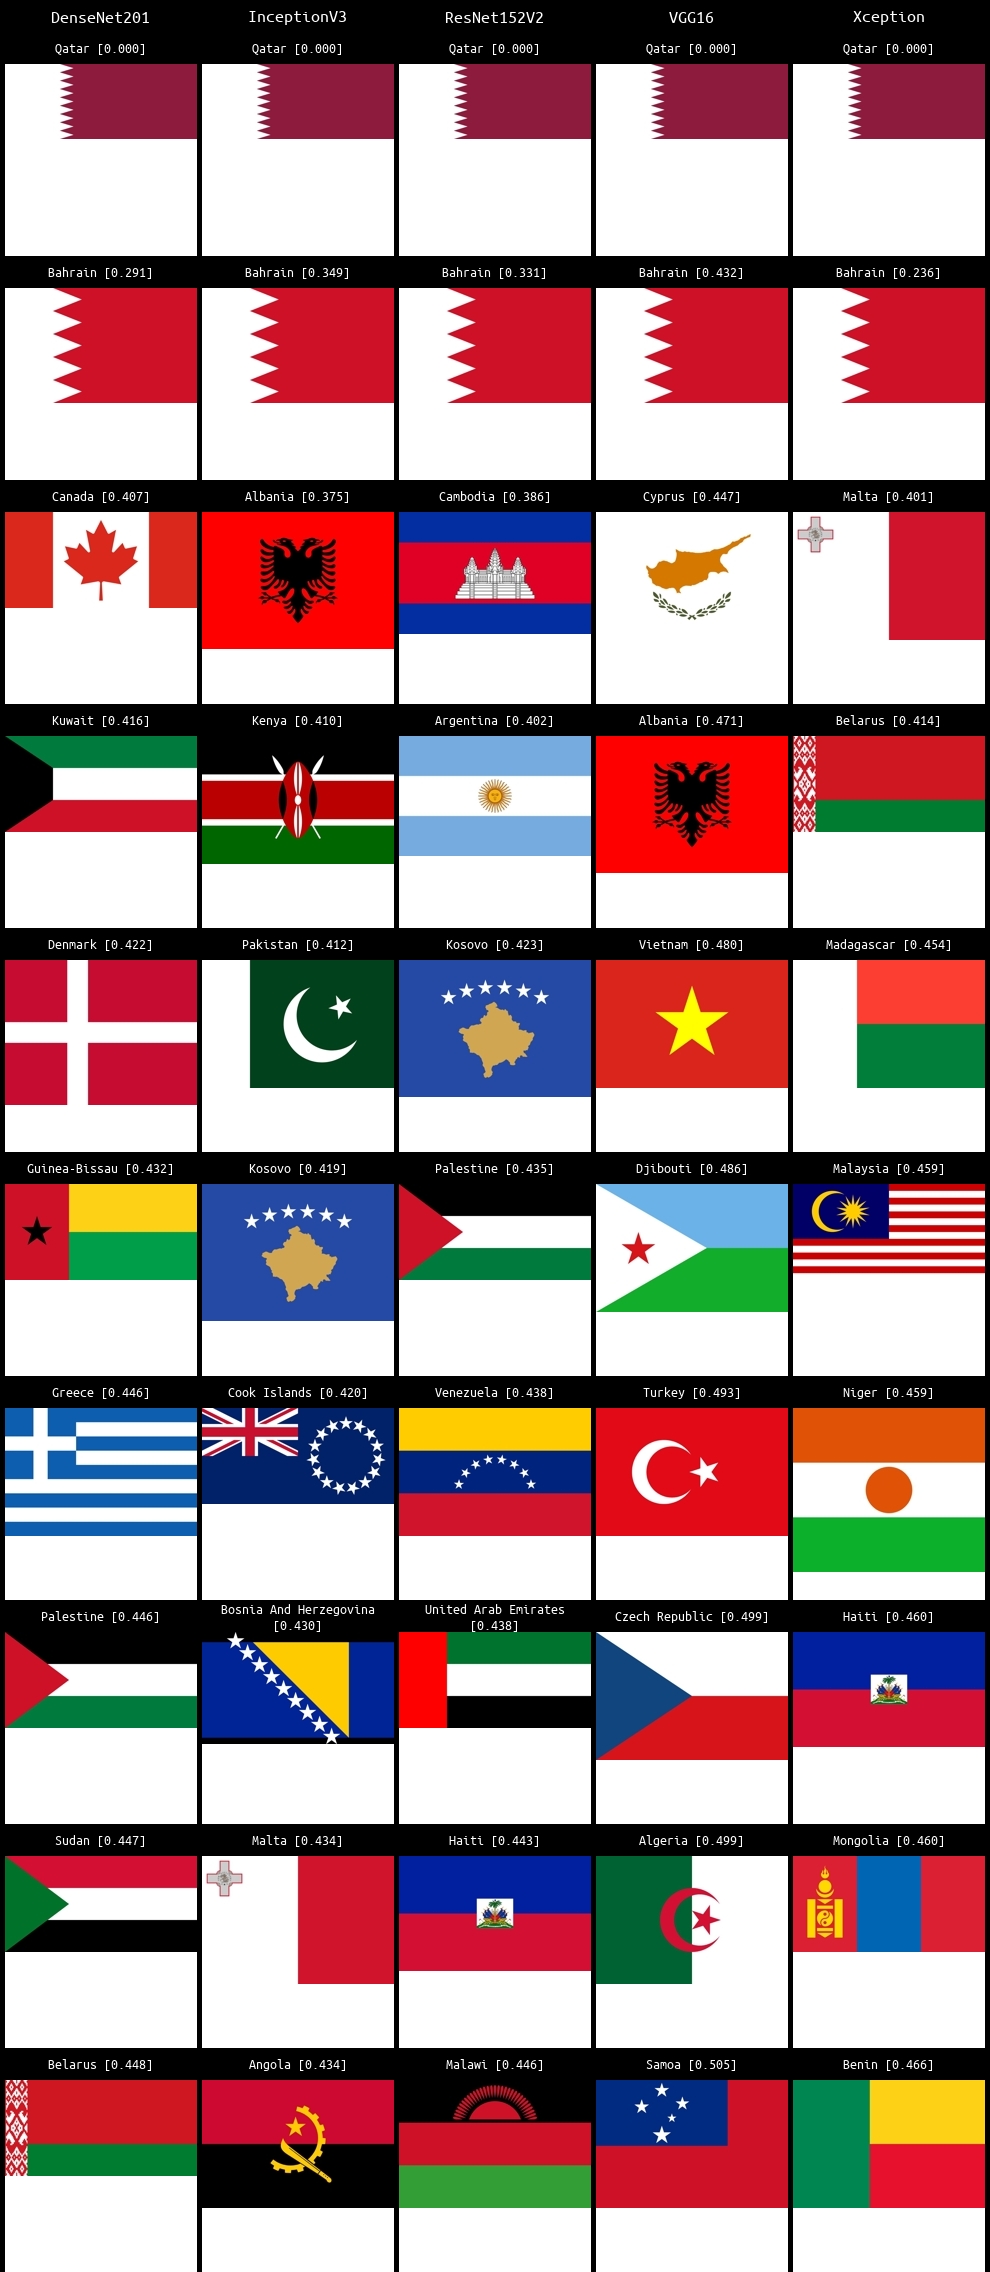 DenseNet201 InceptionV3 ResNet152V2 VGG16 Xception
Qatar [0.000] Qatar [0.000] Qatar [0.000] Qatar [0.000] Qatar [0.000]
Bahrain [0.291] Bahrain [0.349] Bahrain [0.331] Bahrain [0.432] Bahrain [0.236]
Canada [0.407] Albania [0.375] Cambodia [0.386] Cyprus [0.447] Malta [0.401]
Kuwait [0.416] Kenya [0.410] Argentina [0.402] Albania [0.471] Belarus [0.414]
Denmark [0.422] Pakistan [0.412] Kosovo [0.423] Vietnam [0.480] Madagascar [0.454]
Guinea-Bissau [0.432] Kosovo [0.419] Palestine [0.435] Djibouti [0.486] Malaysia [0.459]
Greece [0.446] Cook Islands [0.420] Venezuela [0.438] Turkey [0.493] Niger [0.459]
Palestine [0.446] Bosnia And Herzegovina [0.430] United Arab Emirates [0.438] Czech Republic [0.499] Haiti [0.460]
Sudan [0.447] Malta [0.434] Haiti [0.443] Algeria [0.499] Mongolia [0.460]
Belarus [0.448] Angola [0.434] Malawi [0.446] Samoa [0.505] Benin [0.466]